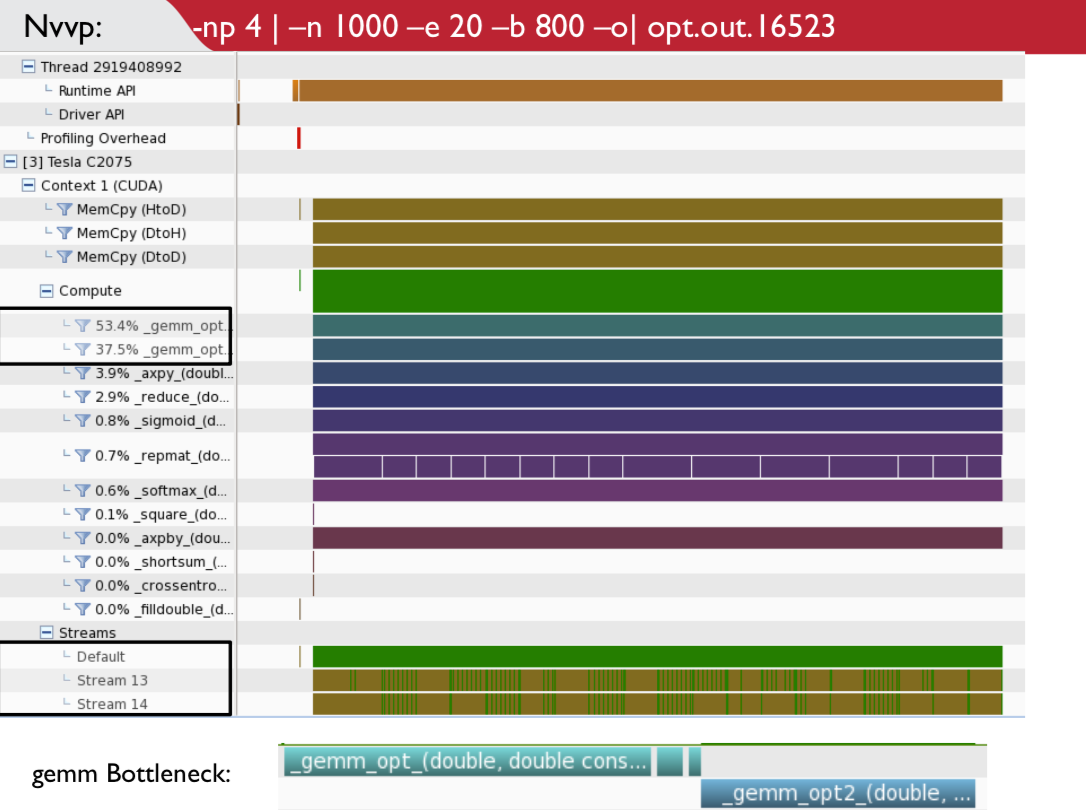 Nvvp: -np 4 | –n 1000 –e 20 –b 800 –o| opt.out.16523
Thread 2919408992
Runtime API
Driver API
Profiling Overhead
[3] Tesla C2075
Context 1 (CUDA)
MemCpy (HtoD)
MemCpy (DtoH)
MemCpy (DtoD)
Compute
53.4% _gemm_opt...
37.5% _gemm_opt...
3.9% _axpy_(doubl...
2.9% _reduce_(do...
0.8% _sigmoid_(d...
0.7% _repmat_(do...
0.6% _softmax_(d...
0.1% _square_(do...
0.0% _axpby_(dou...
0.0% _shortsum_(...
0.0% _crossentro...
0.0% _filldouble_(d...
Streams
Default
Stream 13
Stream 14
gemm Bottleneck:
_gemm_opt_(double, double cons...
_gemm_opt2_(double, ...